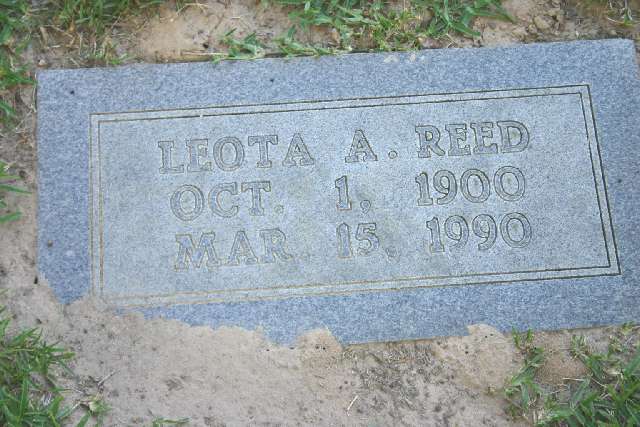 LEOTA A. REED
OCT. 1, 1900
MAR. 15, 1990